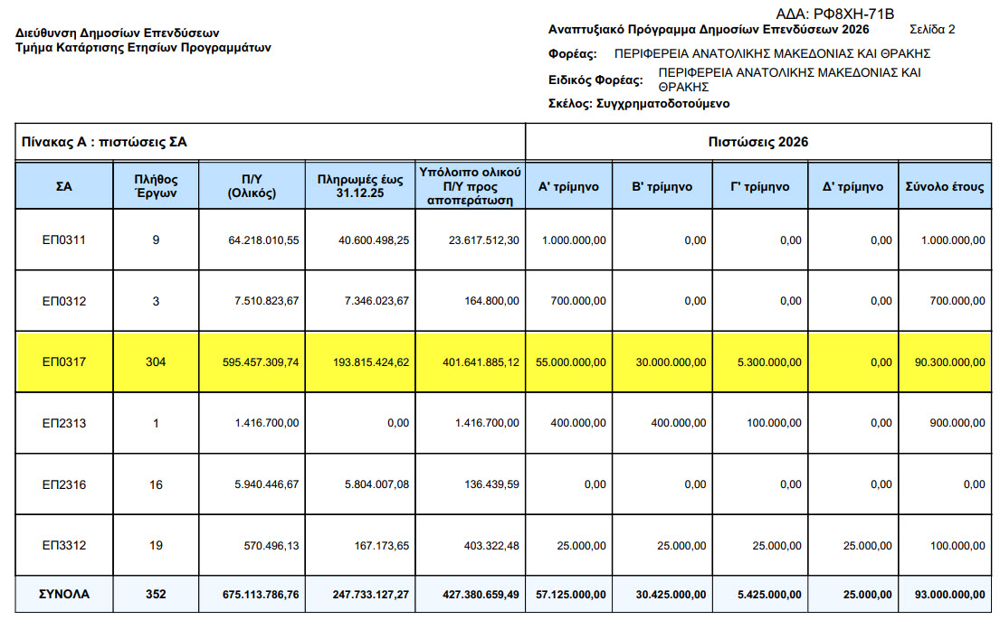 ΑΔΑ: ΡΦ8ΧΗ-71Β
Διεύθυνση Δημοσίων Επενδύσεων
Τμήμα Κατάρτισης Ετησίων Προγραμμάτων
Αναπτυξιακό Πρόγραμμα Δημοσίων Επενδύσεων 2026 Σελίδα 2
Φορέας: ΠΕΡΙΦΕΡΕΙΑ ΑΝΑΤΟΛΙΚΗΣ ΜΑΚΕΔΟΝΙΑΣ ΚΑΙ ΘΡΑΚΗΣ
Ειδικός Φορέας: ΠΕΡΙΦΕΡΕΙΑ ΑΝΑΤΟΛΙΚΗΣ ΜΑΚΕΔΟΝΙΑΣ ΚΑΙ
ΘΡΑΚΗΣ
Σκέλος: Συγχρηματοδοτούμενο
Πίνακας Α : πιστώσεις ΣΑ Πιστώσεις 2026
ΣΑ Πλήθος Έργων Π/Υ (Ολικός) Πληρωμές έως 31.12.25 Υπόλοιπο ολικού Π/Υ προς αποπεράτωση Α' τρίμηνο Β' τρίμηνο Γ' τρίμηνο Δ' τρίμηνο Σύνολο έτους
ΕΠ0311 9 64.218.010,55 40.600.498,25 23.617.512,30 1.000.000,00 0,00 0,00 0,00 1.000.000,00
ΕΠ0312 3 7.510.823,67 7.346.023,67 164.800,00 700.000,00 0,00 0,00 0,00 700.000,00
ΕΠ0317 304 595.457.309,74 193.815.424,62 401.641.885,12 55.000.000,00 30.000.000,00 5.300.000,00 0,00 90.300.000,00
ΕΠ2313 1 1.416.700,00 0,00 1.416.700,00 400.000,00 400.000,00 100.000,00 0,00 900.000,00
ΕΠ2316 16 5.940.446,67 5.804.007,08 136.439,59 0,00 0,00 0,00 0,00 0,00
ΕΠ3312 19 570.496,13 167.173,65 403.322,48 25.000,00 25.000,00 25.000,00 25.000,00 100.000,00
ΣΥΝΟΛΑ 352 675.113.786,76 247.733.127,27 427.380.659,49 57.125.000,00 30.425.000,00 5.425.000,00 25.000,00 93.000.000,00